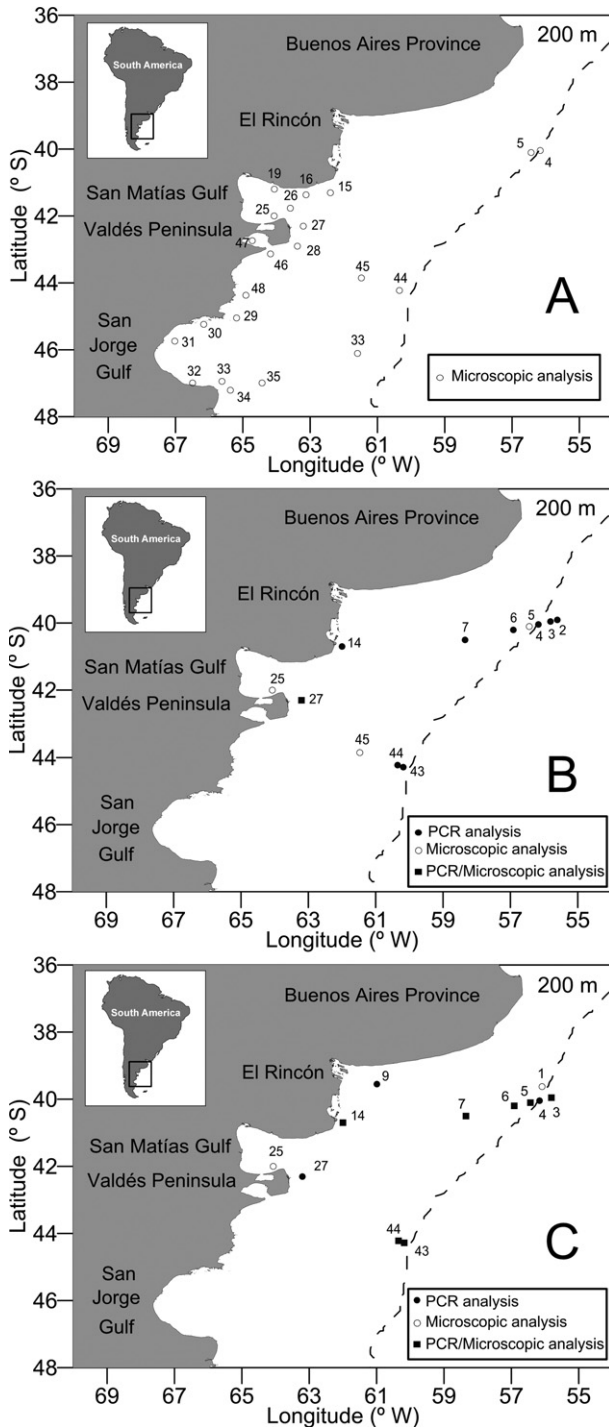 36
Buenos Aires Province
200 m
South America
38
El Rincón
40
5
4
San Matías Gulf
19
16
15
26
42
25
27
Valdés Peninsula
47
28
46
45
44
44
48
29
San
Jorge
Gulf
30
46
31
33
A
32
33
35
34
Microscopic analysis
48
69 67 65 63 61 59 57 55
Longitude (º W)
Latitude (º S)
36
Buenos Aires Province
200 m
South America
38
El Rincón
40
14
7
6
5
4
3
2
San Matías Gulf
42
25
27
Valdés Peninsula
45
44
44
43
San
Jorge
Gulf
B
46
PCR analysis
Microscopic analysis
PCR/Microscopic analysis
48
69 67 65 63 61 59 57 55
Longitude (º W)
Latitude (º S)
36
Buenos Aires Province
200 m
South America
38
El Rincón
9
1
40
14
7
6
5
4
3
San Matías Gulf
42
25
27
Valdés Peninsula
44
44
43
San
Jorge
Gulf
C
46
PCR analysis
Microscopic analysis
PCR/Microscopic analysis
48
69 67 65 63 61 59 57 55
Longitude (º W)
Latitude (º S)